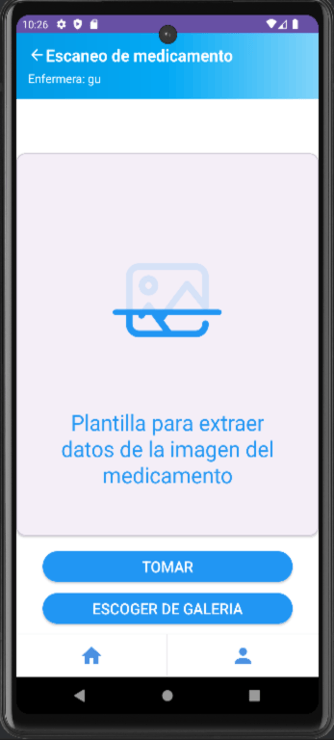 10:26
Escaneo de medicamento
Enfermera: gu
Plantilla para extraer
datos de la imagen del
medicamento
TOMAR
ESCOGER DE GALERIA